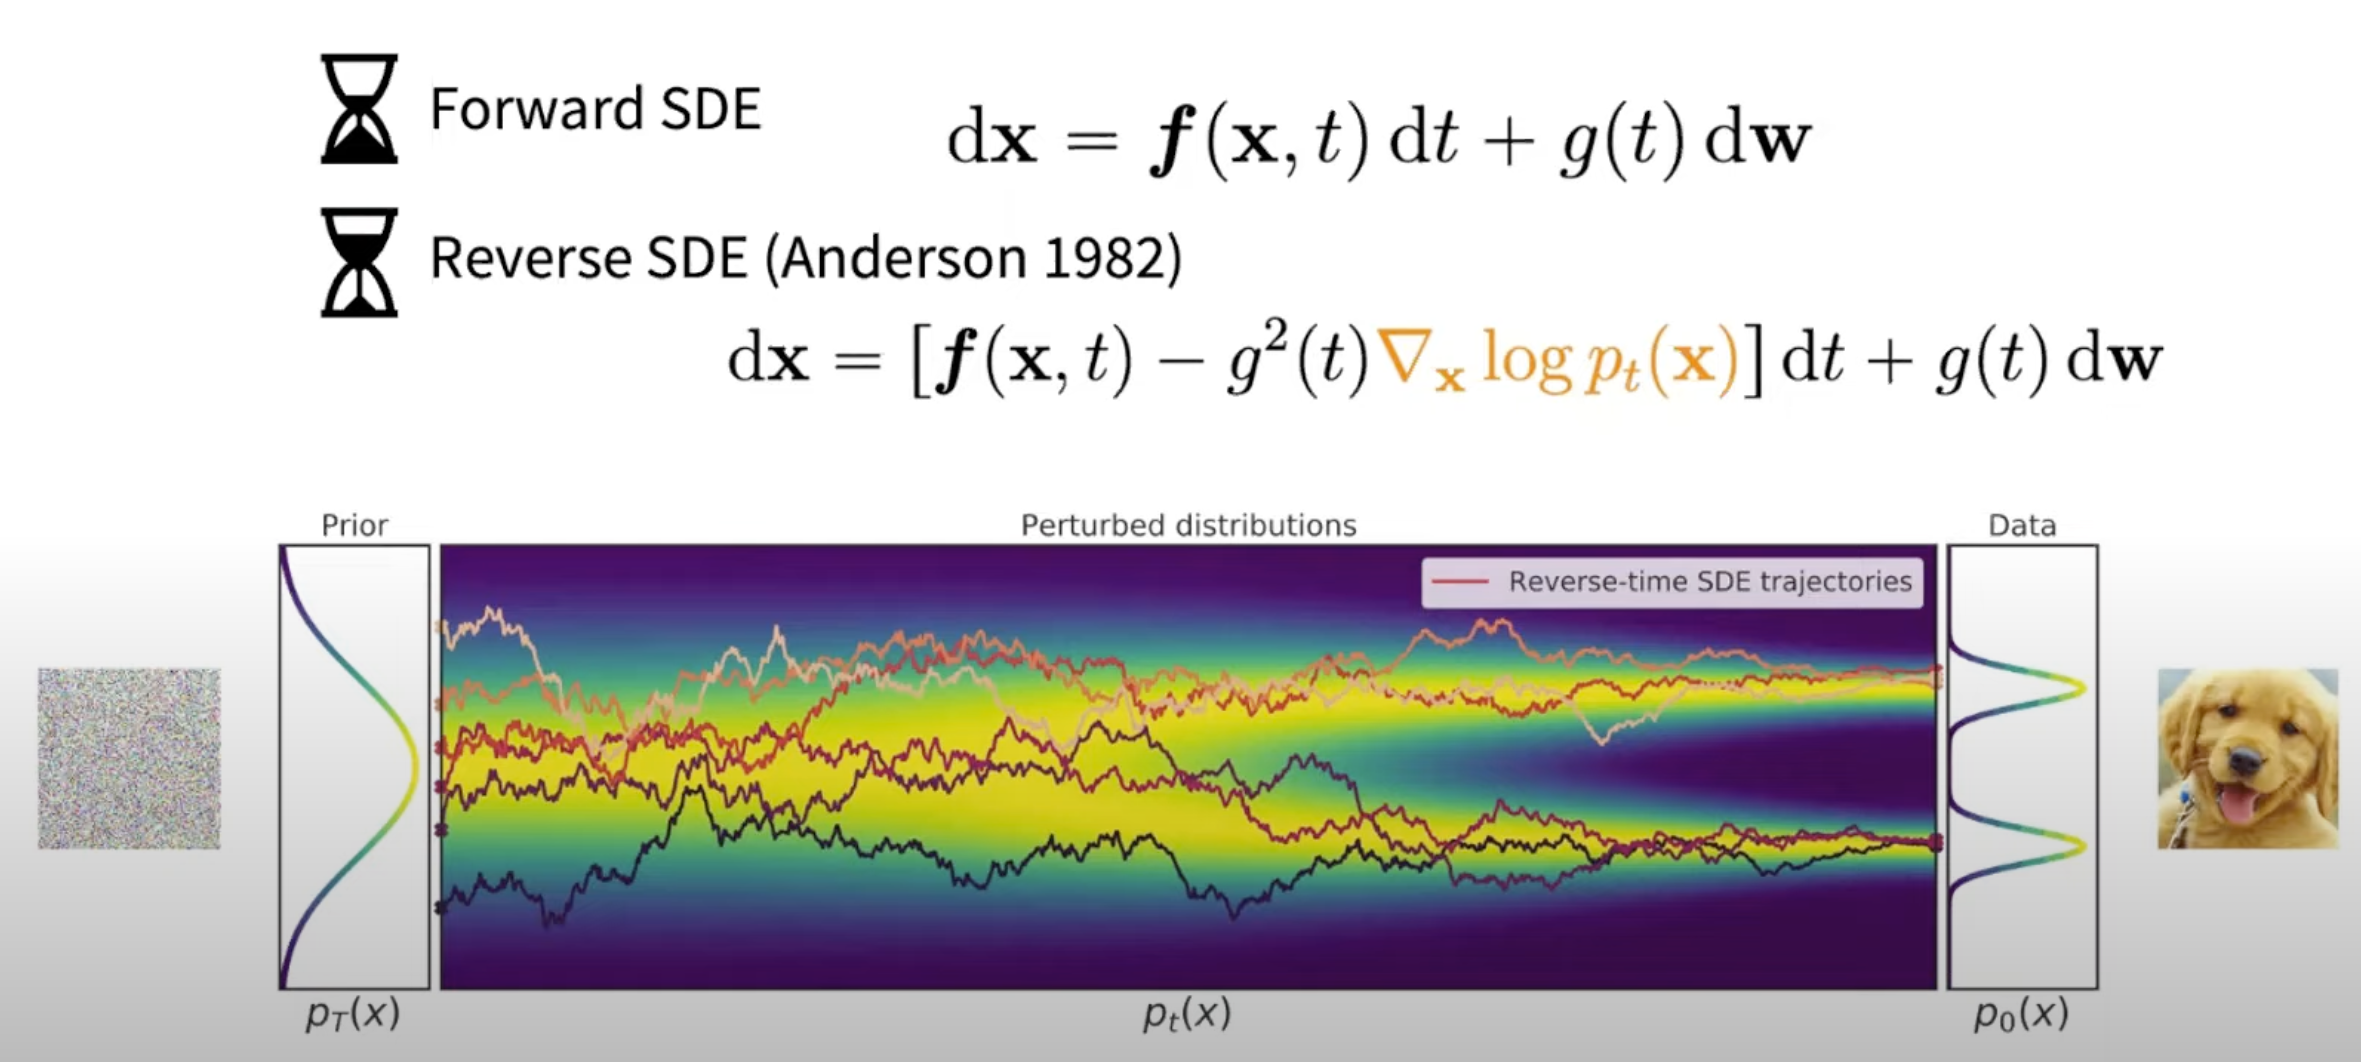 Forward SDE
d𝐱 = 𝒇(𝐱, t) dt + g(t) d𝐰
Reverse SDE (Anderson 1982)
d𝐱 = [𝒇(𝐱, t) − g²(t)∇𝐱 log pₜ(𝐱)] dt + g(t) d𝐰
Prior
Perturbed distributions
Data
Reverse-time SDE trajectories
p_T(x)
pₜ(x)
p₀(x)